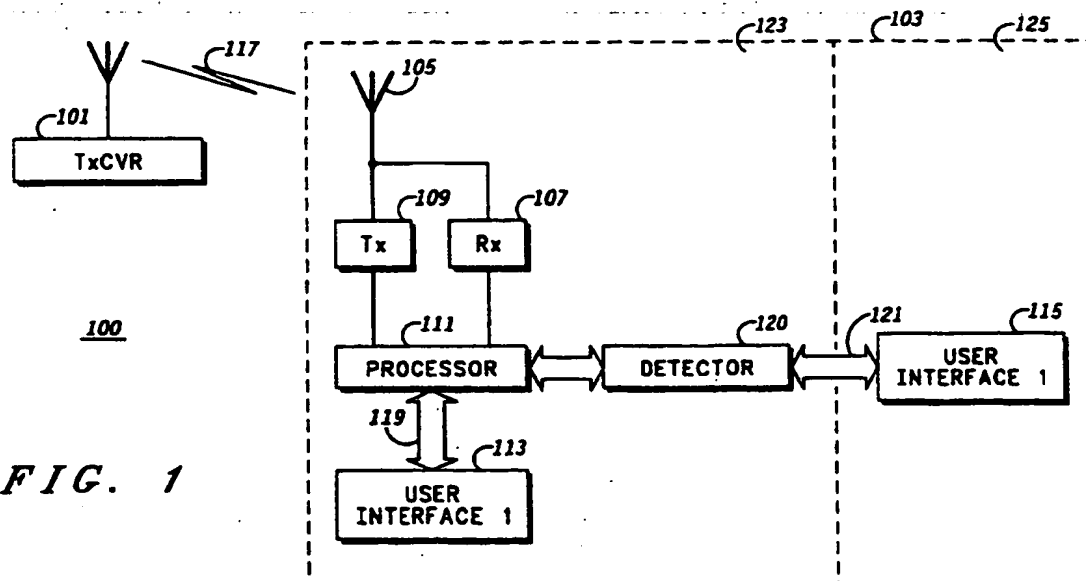 123
103
125
117
105
101
TxCVR
109
107
Tx
Rx
100
111
120
121
115
PROCESSOR
DETECTOR
USER
INTERFACE 1
119
113
FIG. 1
USER
INTERFACE 1